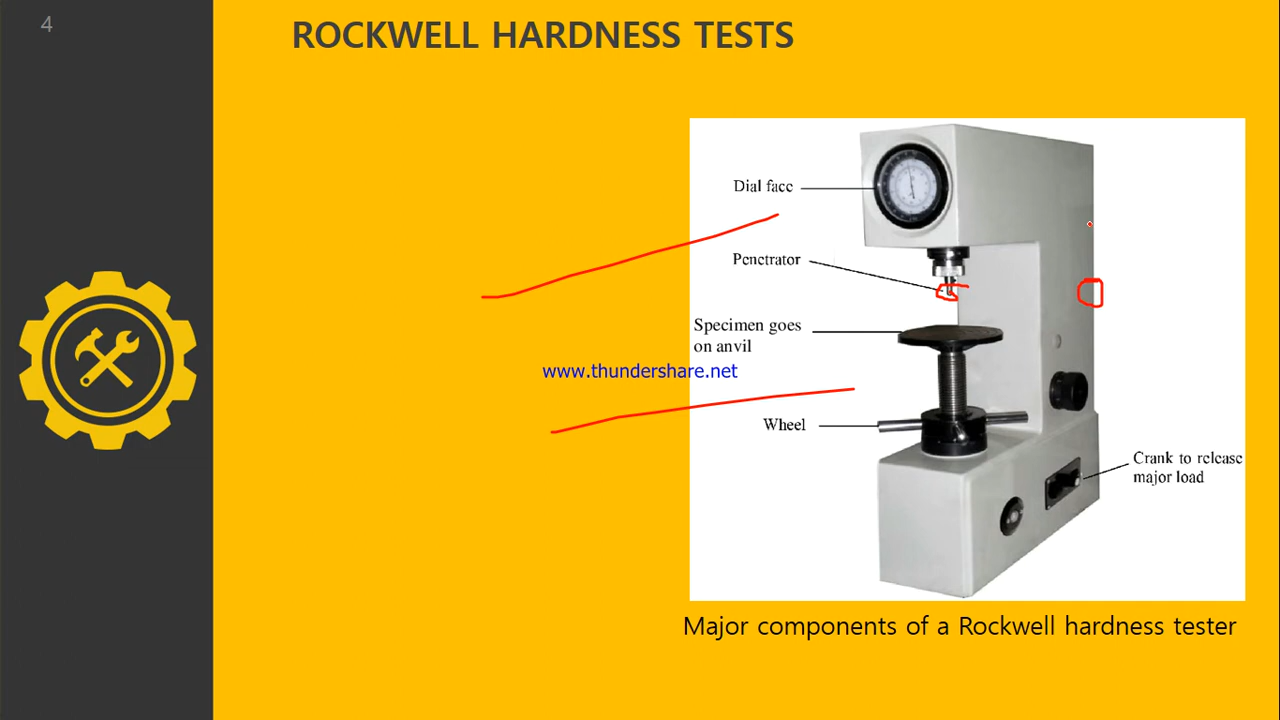 4
ROCKWELL HARDNESS TESTS
Dial face
Penetrator
Specimen goes
on anvil
www.thundershare.net
Wheel
Crank to release
major load
Major components of a Rockwell hardness tester